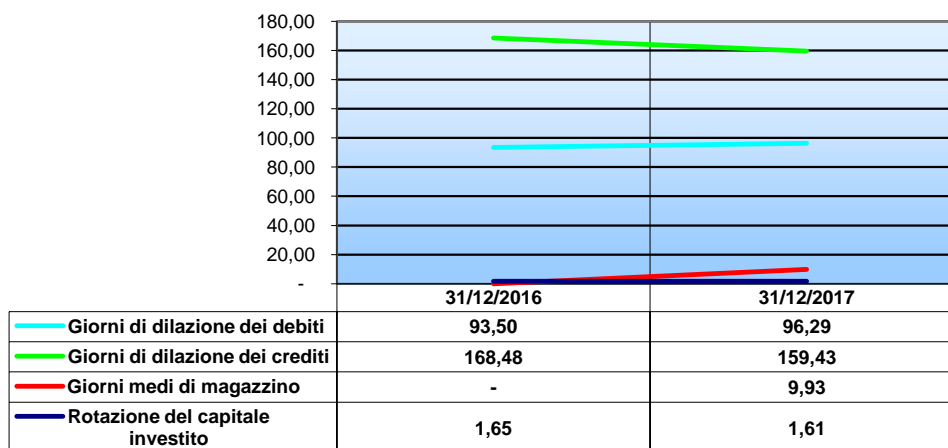 180,00
160,00
140,00
120,00
100,00
80,00
60,00
40,00
20,00
-
31/12/2016 31/12/2017
Giorni di dilazione dei debiti 93,50 96,29
Giorni di dilazione dei crediti 168,48 159,43
Giorni medi di magazzino - 9,93
Rotazione del capitale
investito 1,65 1,61